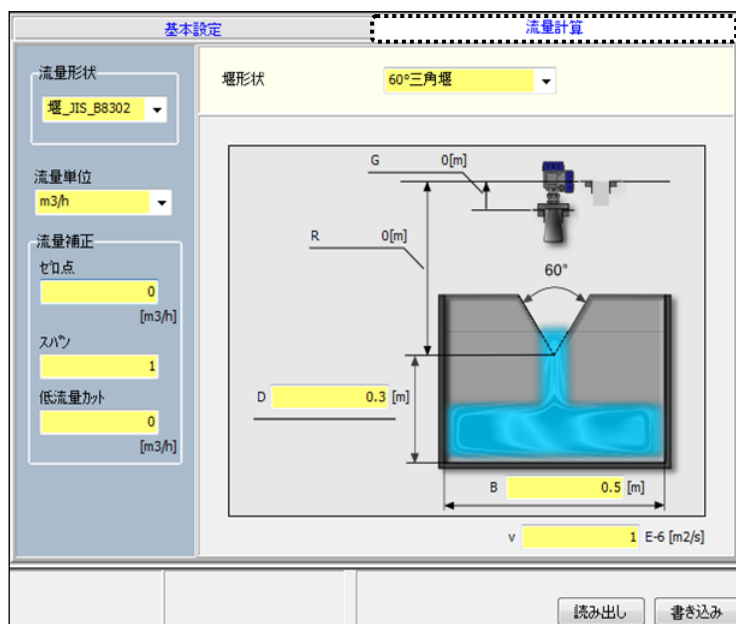 基本設定
流量計算
流量形状
堰_JIS_B8302
流量単位
m3/h
流量補正
ゼロ点
0
[m3/h]
スパン
1
低流量カット
0
[m3/h]
堰形状
60°三角堰
G 0[m]
R 0[m]
60°
D 0.3 [m]
B 0.5 [m]
v 1 E-6 [m2/s]
読み出し
書き込み